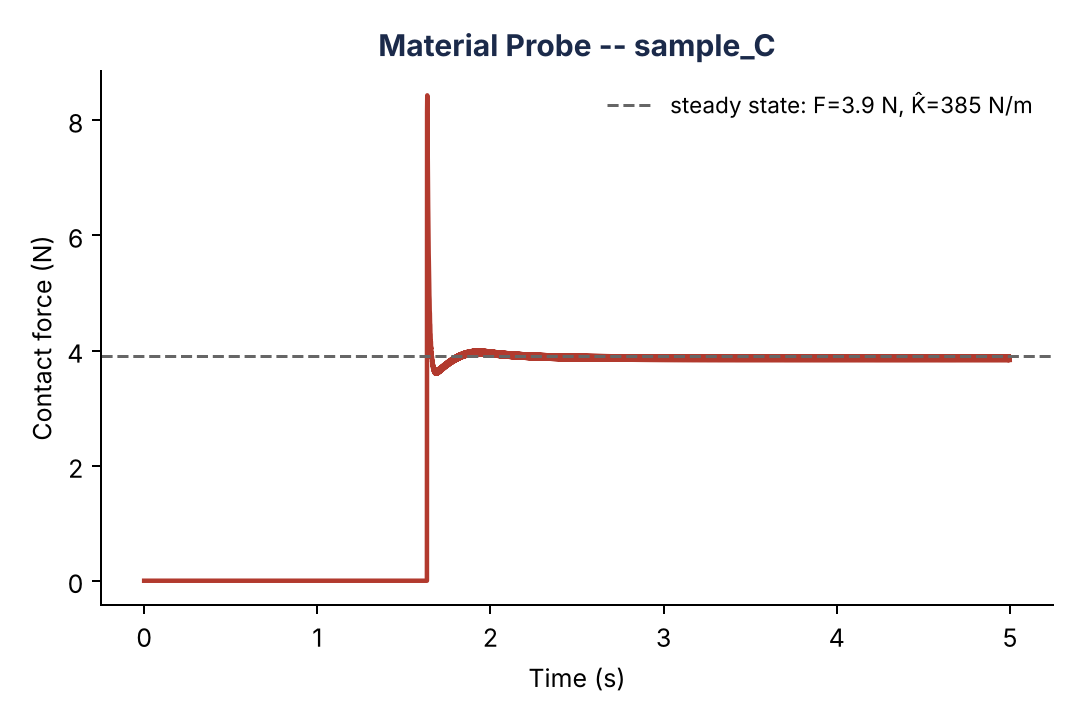 Material Probe -- sample_C
steady state: F=3.9 N, K̂=385 N/m
Contact force (N)
8
6
4
2
0
0 1 2 3 4 5
Time (s)